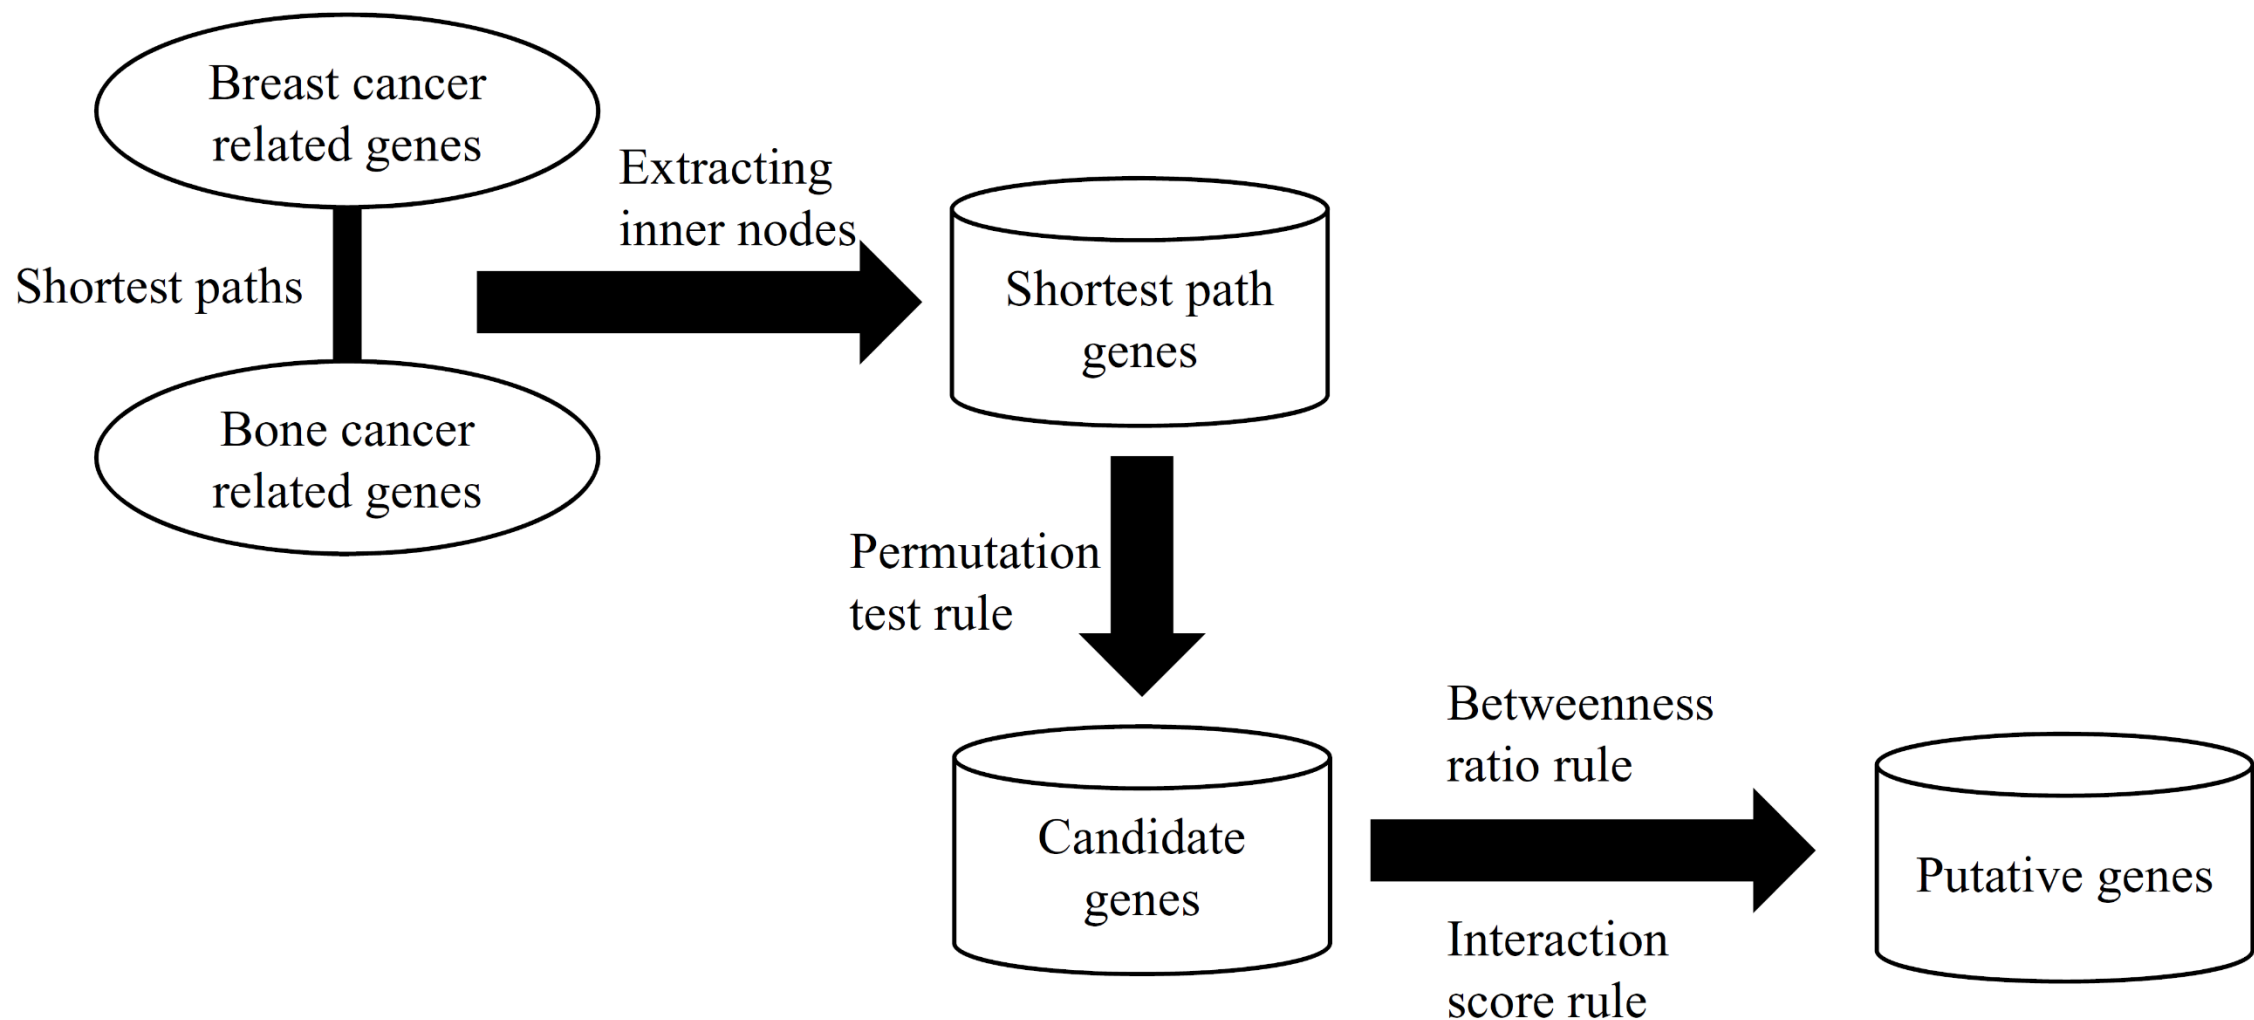 Breast cancer
related genes
Shortest paths
Bone cancer
related genes
Extracting
inner nodes
Shortest path
genes
Permutation
test rule
Candidate
genes
Betweenness
ratio rule
Interaction
score rule
Putative genes